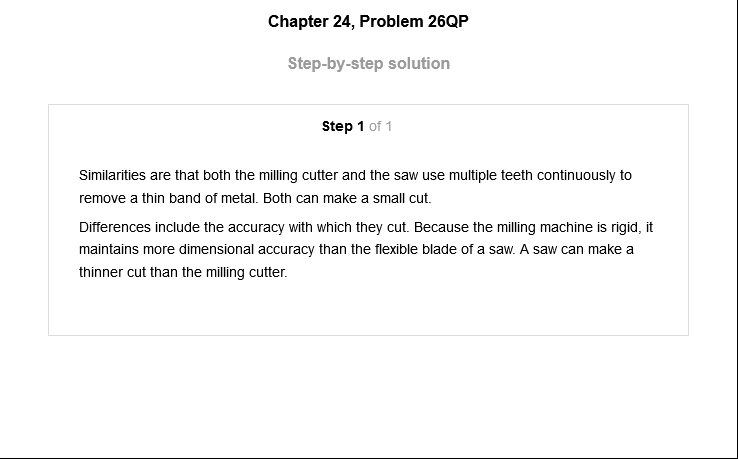 Chapter 24, Problem 26QP
Step-by-step solution
Step 1 of 1
Similarities are that both the milling cutter and the saw use multiple teeth continuously to
remove a thin band of metal. Both can make a small cut.
Differences include the accuracy with which they cut. Because the milling machine is rigid, it
maintains more dimensional accuracy than the flexible blade of a saw. A saw can make a
thinner cut than the milling cutter.